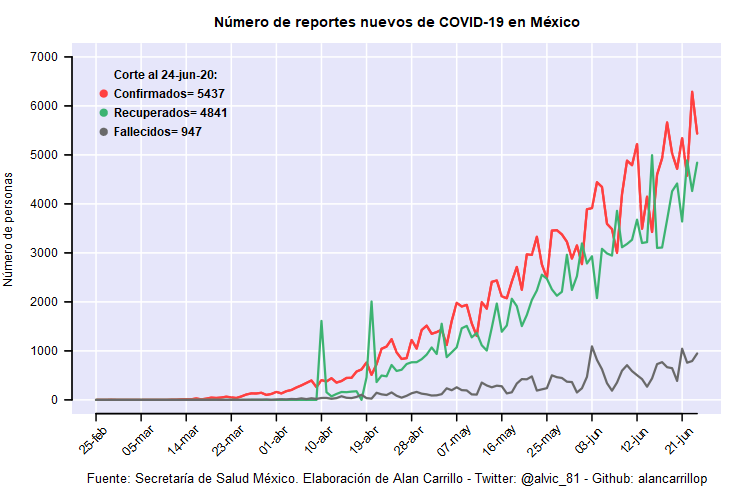 Número de reportes nuevos de COVID-19 en México
Número de personas
7000
6000
5000
4000
3000
2000
1000
0
Corte al 24-jun-20:
Confirmados= 5437
Recuperados= 4841
Fallecidos= 947
25-feb
05-mar
14-mar
23-mar
01-abr
10-abr
19-abr
28-abr
07-may
16-may
25-may
03-jun
12-jun
21-jun
Fuente: Secretaría de Salud México. Elaboración de Alan Carrillo - Twitter: @alvic_81 - Github: alancarrillop